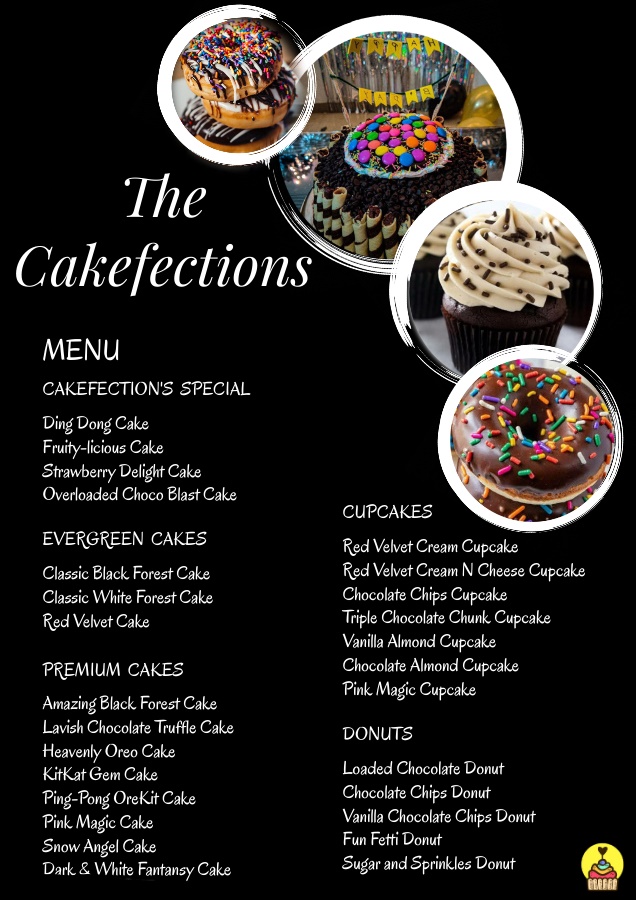 The
Cakefections
MENU
CAKEFECTION'S SPECIAL
Ding Dong Cake
Fruity-licious Cake
Strawberry Delight Cake
Overloaded Choco Blast Cake
EVERGREEN CAKES
Classic Black Forest Cake
Classic White Forest Cake
Red Velvet Cake
PREMIUM CAKES
Amazing Black Forest Cake
Lavish Chocolate Truffle Cake
Heavenly Oreo Cake
KitKat Gem Cake
Ping-Pong OreKit Cake
Pink Magic Cake
Snow Angel Cake
Dark & White Fantansy Cake
CUPCAKES
Red Velvet Cream Cupcake
Red Velvet Cream N Cheese Cupcake
Chocolate Chips Cupcake
Triple Chocolate Chunk Cupcake
Vanilla Almond Cupcake
Chocolate Almond Cupcake
Pink Magic Cupcake
DONUTS
Loaded Chocolate Donut
Chocolate Chips Donut
Vanilla Chocolate Chips Donut
Fun Fetti Donut
Sugar and Sprinkles Donut